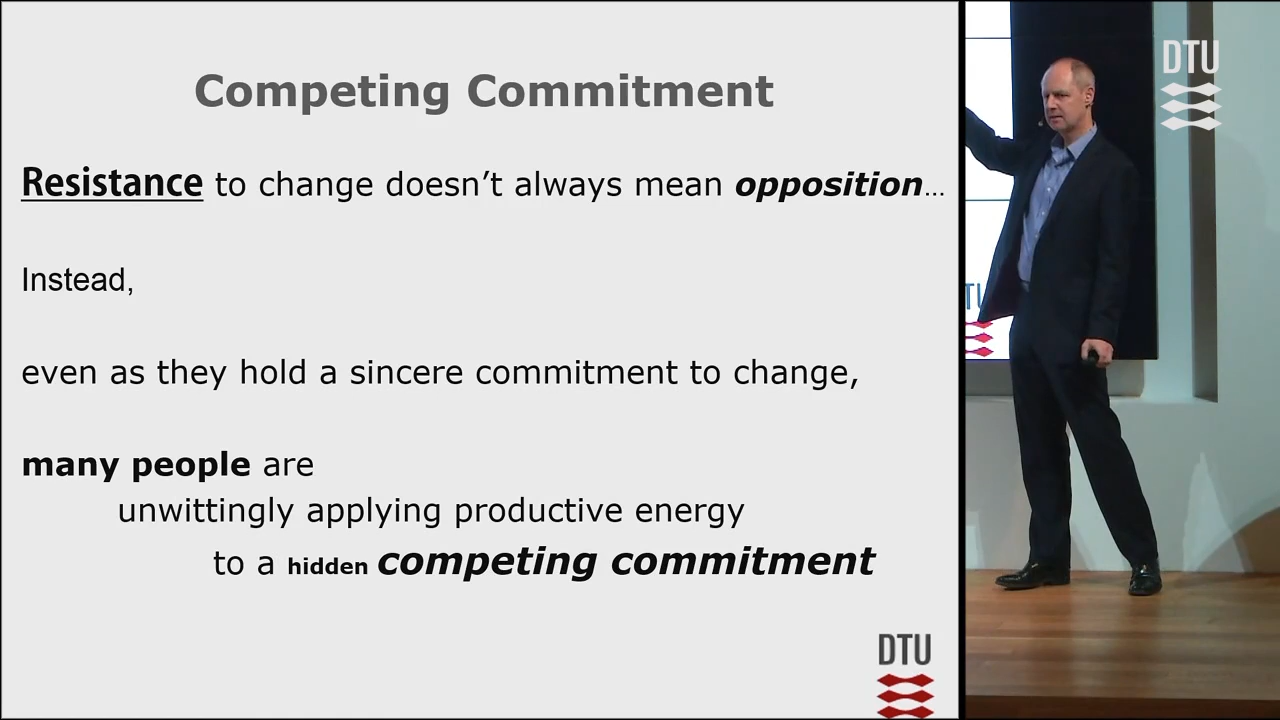 Competing Commitment
Resistance to change doesn’t always mean opposition…
Instead,
even as they hold a sincere commitment to change,
many people are
unwittingly applying productive energy
to a hidden competing commitment
DTU
DTU
TU